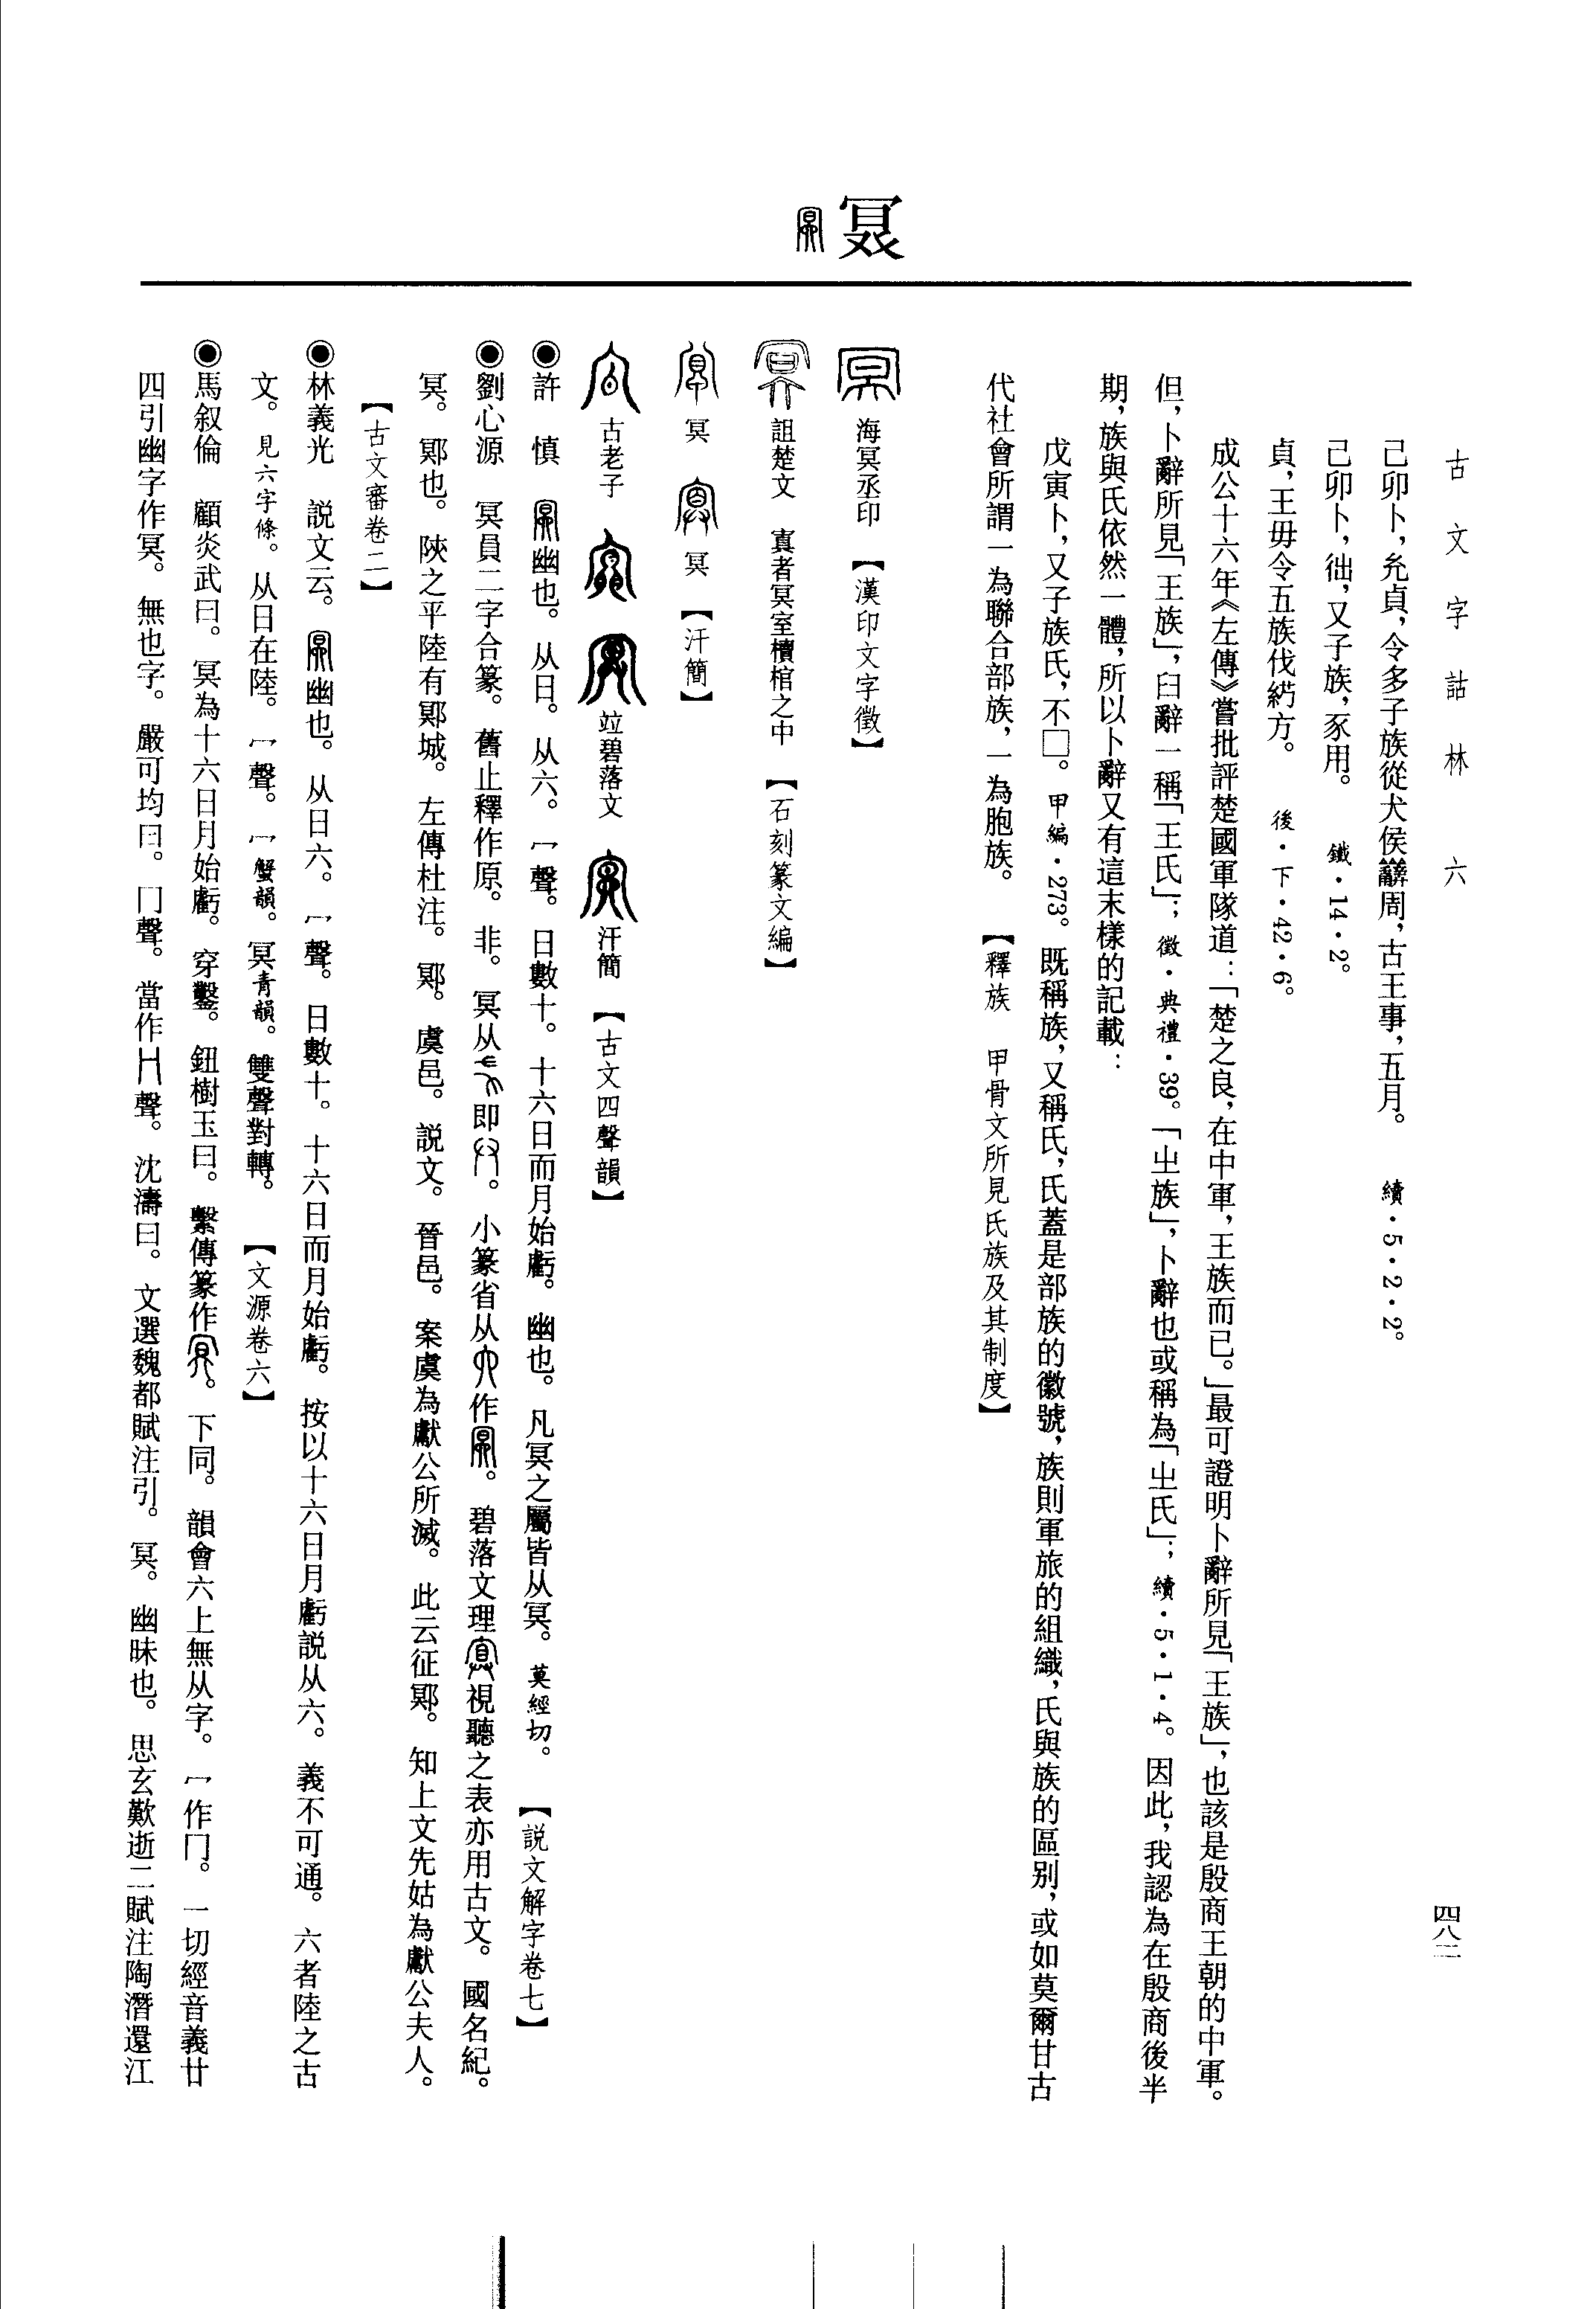 古文字詁林 六
四八二
己卯卜，允貞，令多子族從犬侯周，古王事，五月。 續·5·2·2。
己卯卜，㞷，又子族，豕用。 鐵·14·2。
貞，王毋令五族伐方。 後·下·42·6。
成公十六年《左傳》嘗批評楚國軍隊道：「楚之良，在中軍，王族而已。」最可證明卜辭所見「王族」，也該是殷商王朝的中軍。
但，卜辭所見「王族」，臼辭一稱「王氏」；徵·典禮·39。「㞢族」，卜辭也或稱為「㞢氏」；續·5·1·4。因此，我認為在殷商後半
期，族與氏依然一體，所以卜辭又有這末樣的記載：
戊寅卜，又子族氏，不□。甲編·273。既稱族，又稱氏，氏蓋是部族的徽號，族則軍旅的組織，氏與族的區別，或如莫爾甘古
代社會所謂一為聯合部族，一為胞族。 【釋族 甲骨文所見氏族及其制度】
冥
海冥丞印 【漢印文字徵】
詛楚文 寘者冥室櫝棺之中 【石刻篆文編】
冥 冥 【汗簡】
古老子 竝碧落文 汗簡 【古文四聲韻】
◉許 慎 幽也。从日。从六。冖聲。日數十。十六日而月始虧。幽也。凡冥之屬皆从冥。莫經切。 【説文解字卷七】
◉劉心源 冥員二字合篆。舊止釋作原。非。冥从即。小篆省从作。碧落文理視聽之表亦用古文。國名紀。
冥。鄍也。陝之平陸有鄍城。左傳杜注。鄍。虞邑。説文。晉邑。案虞為獻公所滅。此云征鄍。知上文先姑為獻公夫人。
【古文審卷二】
◉林義光 説文云。幽也。从日六。冖聲。日數十。十六日而月始虧。按以十六日月虧説从六。義不可通。六者陸之古
文。見六字條。从日在陸。冖聲。冖蟹韻。冥青韻。雙聲對轉。 【文源卷六】
◉馬叙倫 顧炎武曰。冥為十六日月始虧。穿鑿。鈕樹玉曰。繫傳篆作。下同。韻會六上無从字。冖作冂。一切經音義廿
四引幽字作冥。無也字。嚴可均曰。冂聲。當作聲。沈濤曰。文選魏都賦注引。冥。幽昧也。思玄歎逝二賦注陶潛還江